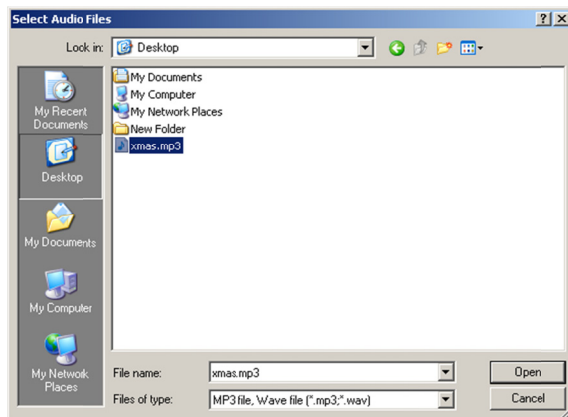 Select Audio Files
Look in: Desktop
My Recent
Documents
Desktop
My Documents
My Computer
My Network
Places
My Documents
My Computer
My Network Places
New Folder
xmas.mp3
File name: xmas.mp3 Open
Files of type: MP3 file, Wave file (*.mp3;*.wav) Cancel